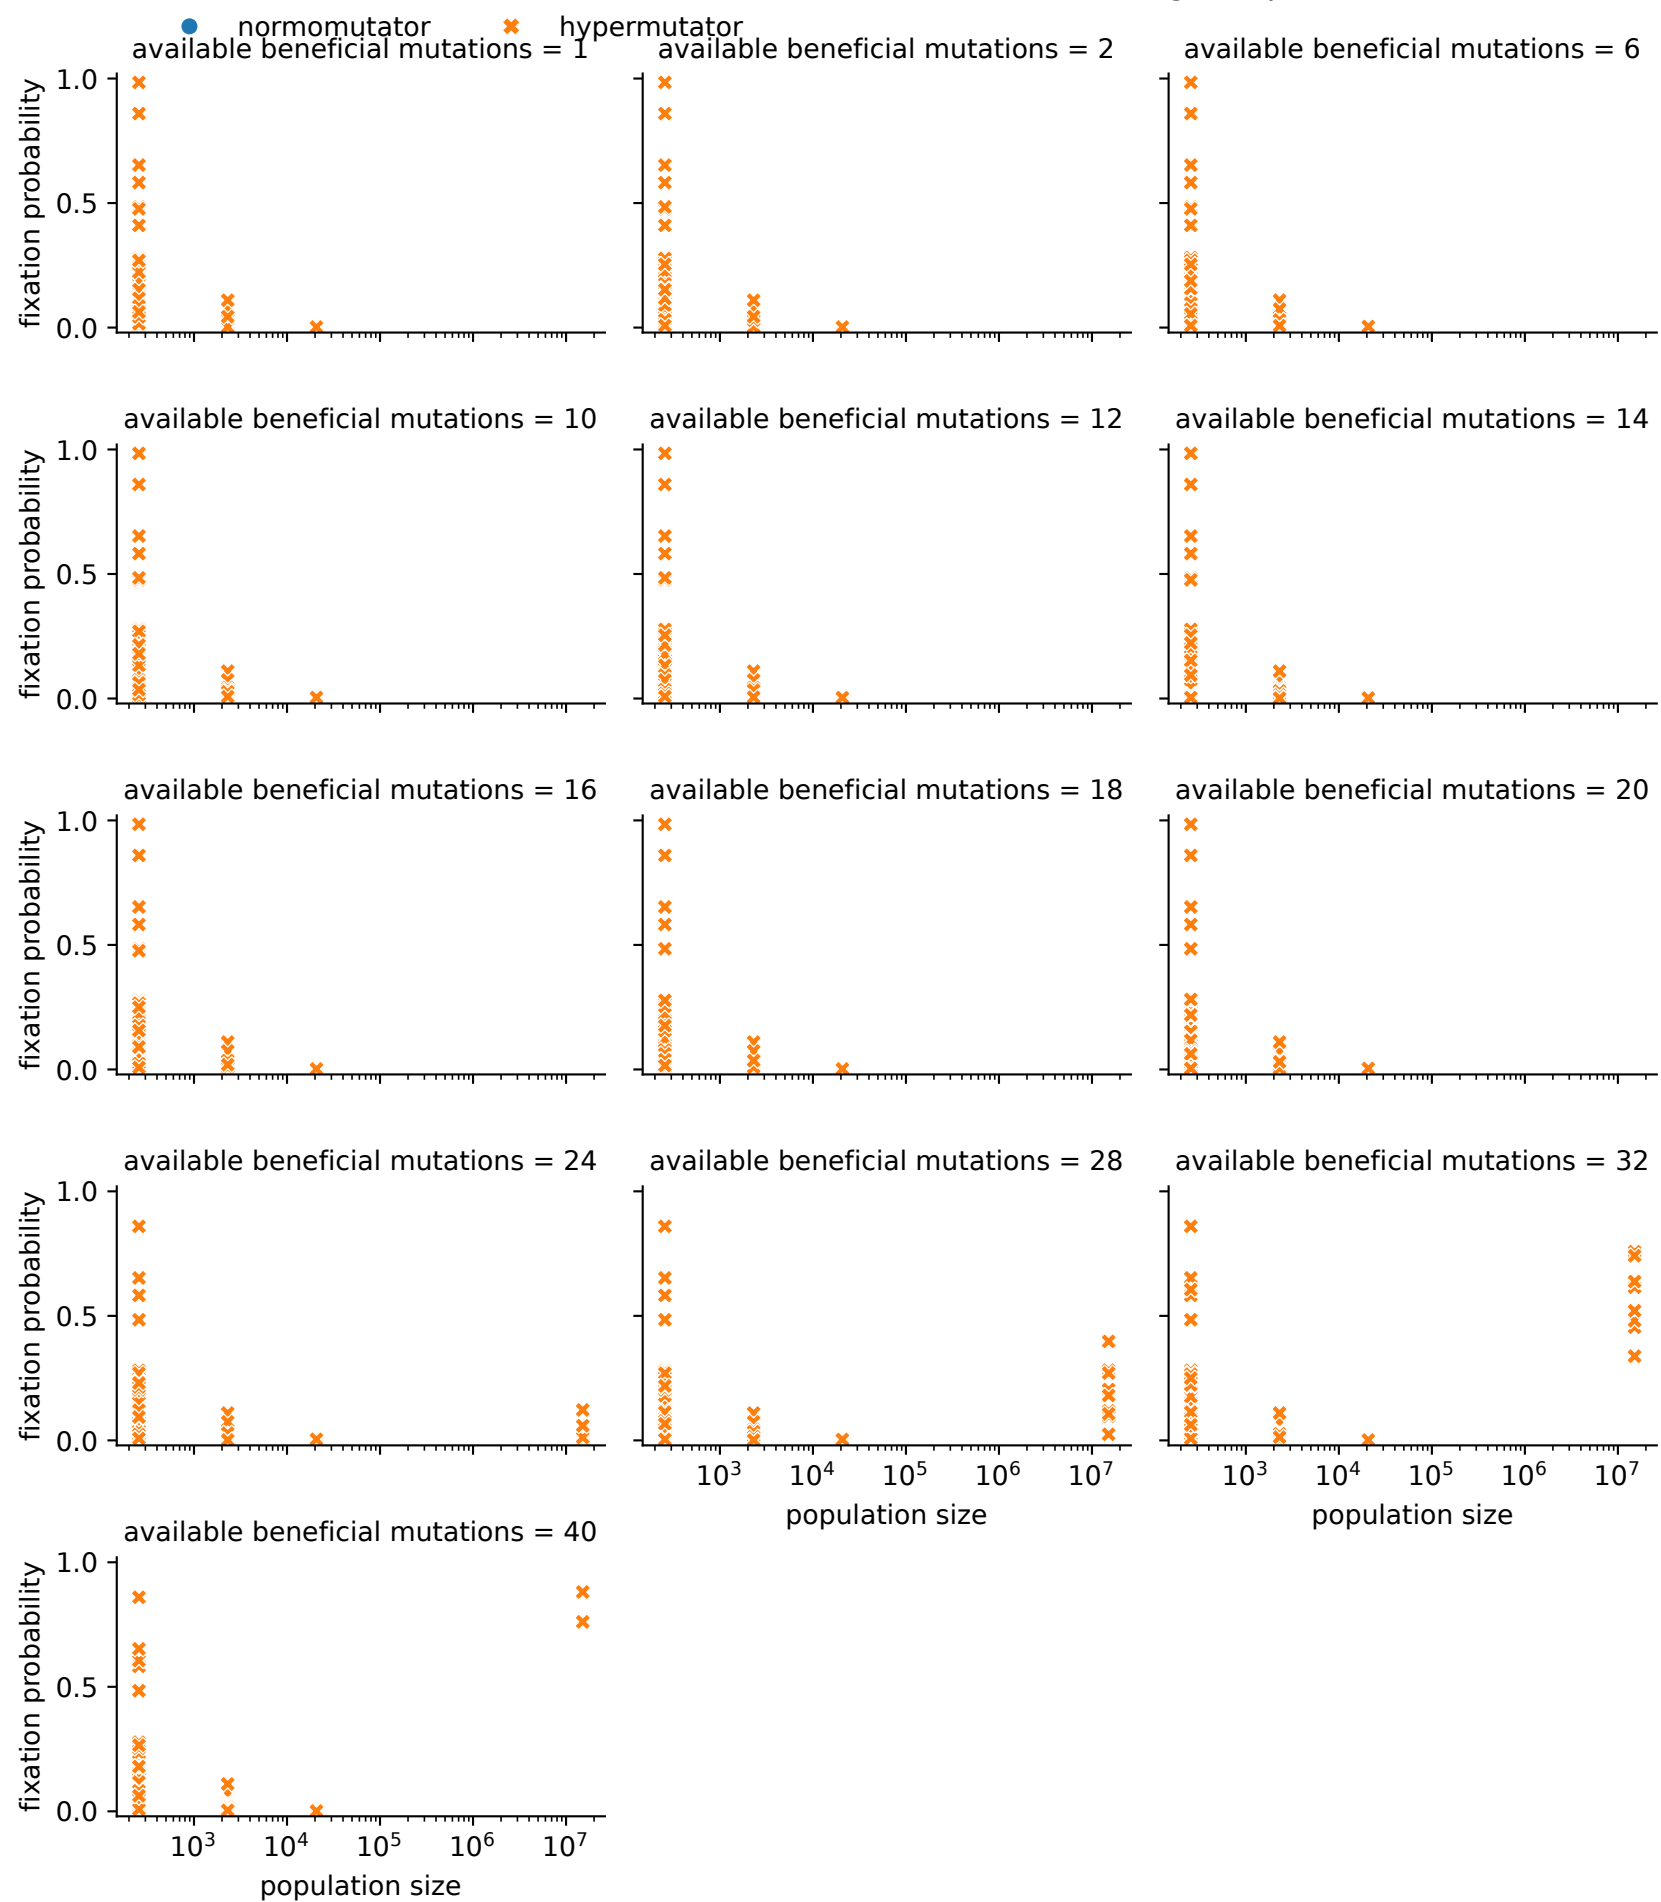 normomutator hypermutator
available beneficial mutations = 1 available beneficial mutations = 2 available beneficial mutations = 6
fixation probability
1.0
0.5
0.0
available beneficial mutations = 10 available beneficial mutations = 12 available beneficial mutations = 14
fixation probability
1.0
0.5
0.0
available beneficial mutations = 16 available beneficial mutations = 18 available beneficial mutations = 20
fixation probability
1.0
0.5
0.0
available beneficial mutations = 24 available beneficial mutations = 28 available beneficial mutations = 32
fixation probability
1.0
0.5
0.0
10³ 10⁴ 10⁵ 10⁶ 10⁷ 10³ 10⁴ 10⁵ 10⁶ 10⁷
population size population size
available beneficial mutations = 40
fixation probability
1.0
0.5
0.0
10³ 10⁴ 10⁵ 10⁶ 10⁷
population size